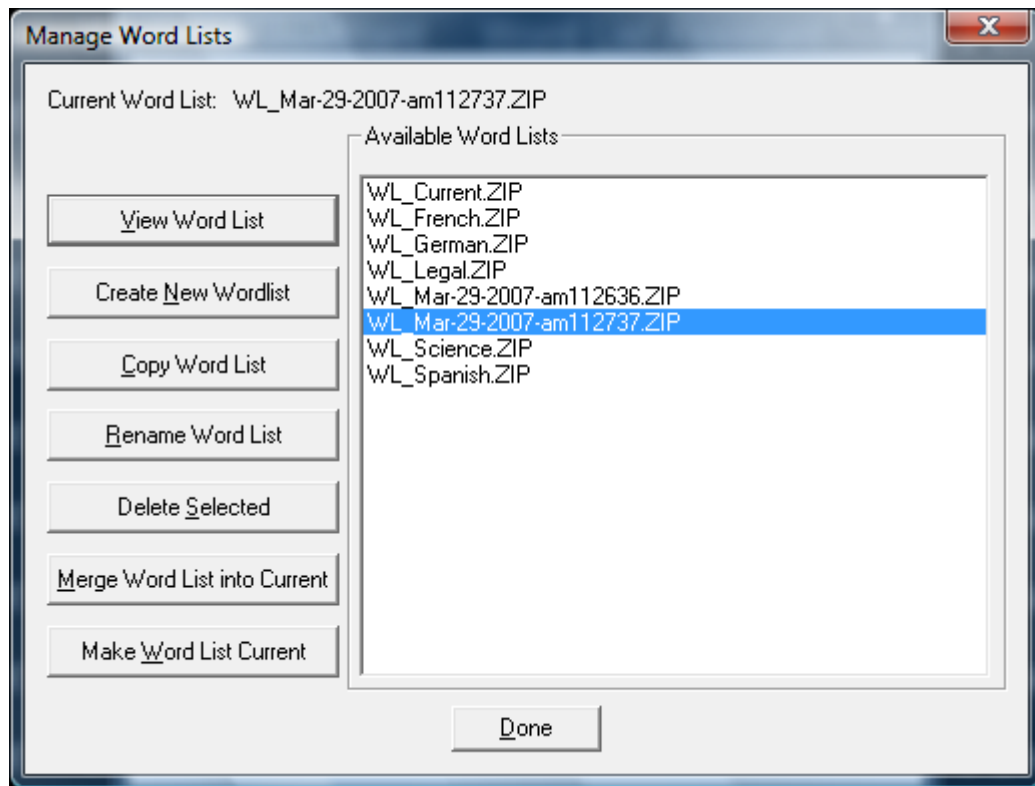 Manage Word Lists
Current Word List: WL_Mar-29-2007-am112737.ZIP
Available Word Lists
View Word List
Create New Wordlist
Copy Word List
Rename Word List
Delete Selected
Merge Word List into Current
Make Word List Current
WL_Current.ZIP
WL_French.ZIP
WL_German.ZIP
WL_Legal.ZIP
WL_Mar-29-2007-am112636.ZIP
WL_Mar-29-2007-am112737.ZIP
WL_Science.ZIP
WL_Spanish.ZIP
Done